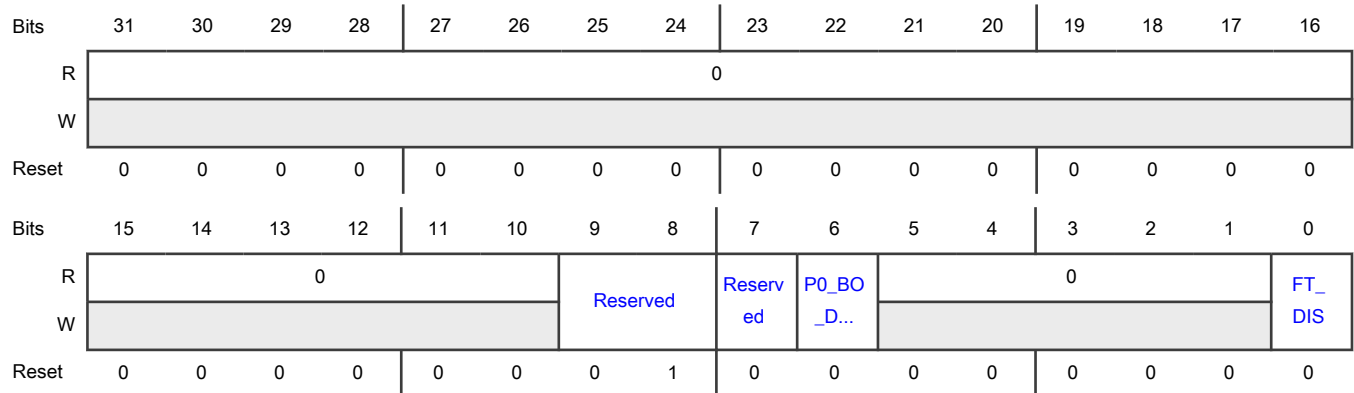 Bits 31 30 29 28 27 26 25 24 23 22 21 20 19 18 17 16
R 0
W
Reset 0 0 0 0 0 0 0 0 0 0 0 0 0 0 0 0
Bits 15 14 13 12 11 10 9 8 7 6 5 4 3 2 1 0
R 0 Reserved Reserv P0_BO 0 FT_
W ed _D... DIS
Reset 0 0 0 0 0 0 0 1 0 0 0 0 0 0 0 0